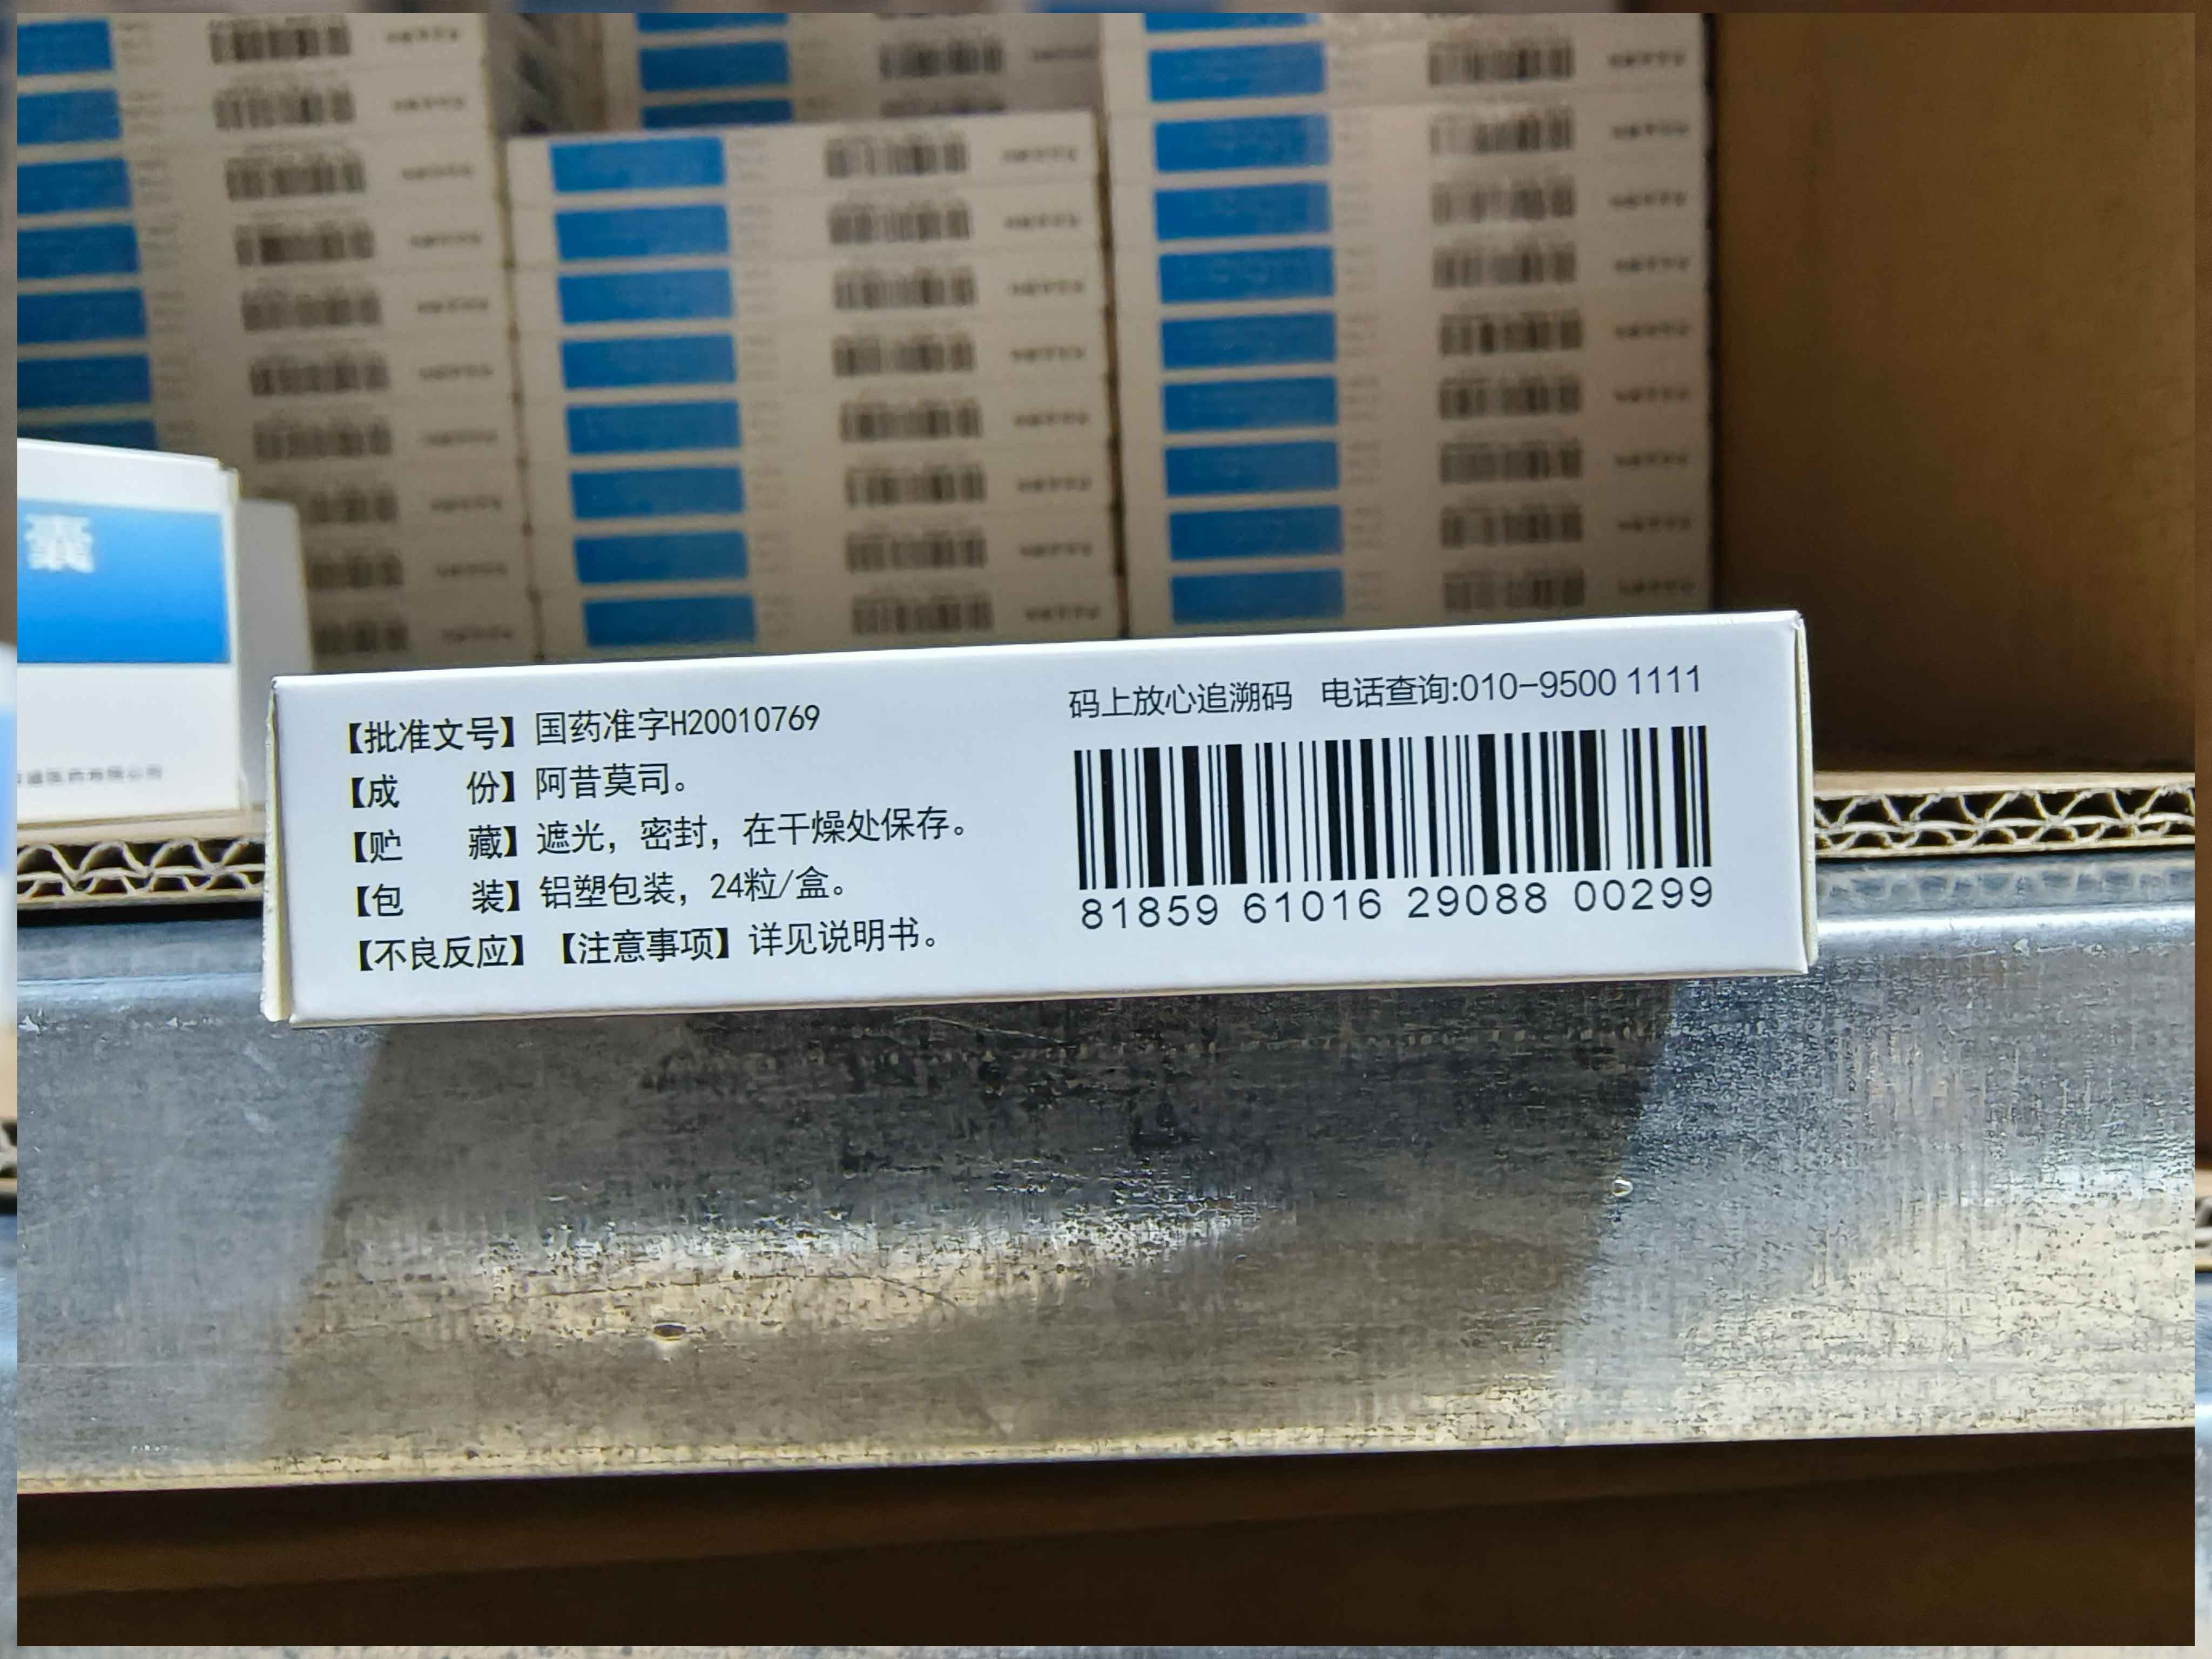 囊
【批准文号】国药准字H20010769
【成 份】阿昔莫司。
【贮 藏】遮光，密封，在干燥处保存。
【包 装】铝塑包装，24粒/盒。
【不良反应】【注意事项】详见说明书。
码上放心追溯码 电话查询:010-9500 1111
81859 61016 29088 00299